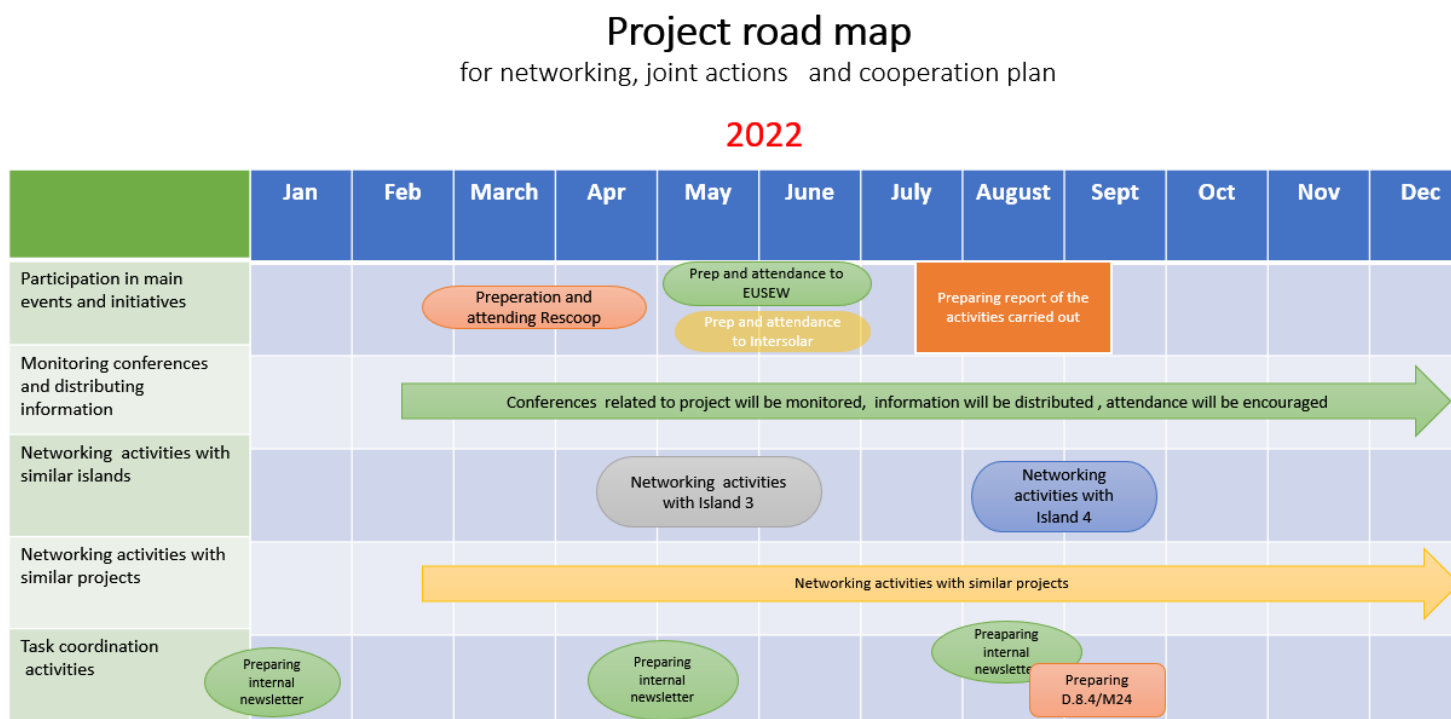 Project road map
for networking, joint actions and cooperation plan
2022
Jan Feb March Apr May June July August Sept Oct Nov Dec
Participation in main
events and initiatives
Preperation and
attending Rescoop
Prep and attendance to
EUSEW
Prep and attendance
to Intersolar
Preparing report of the
activities carried out
Monitoring conferences
and distributing
information
Conferences related to project will be monitored, information will be distributed , attendance will be encouraged
Networking activities with
similar islands
Networking activities
with Island 3
Networking
activities with
Island 4
Networking activities with
similar projects
Networking activities with similar projects
Task coordination
activities
Preparing
internal
newsletter
Preparing
internal
newsletter
Preaparing
internal
newsletter
Preparing
D.8.4/M24